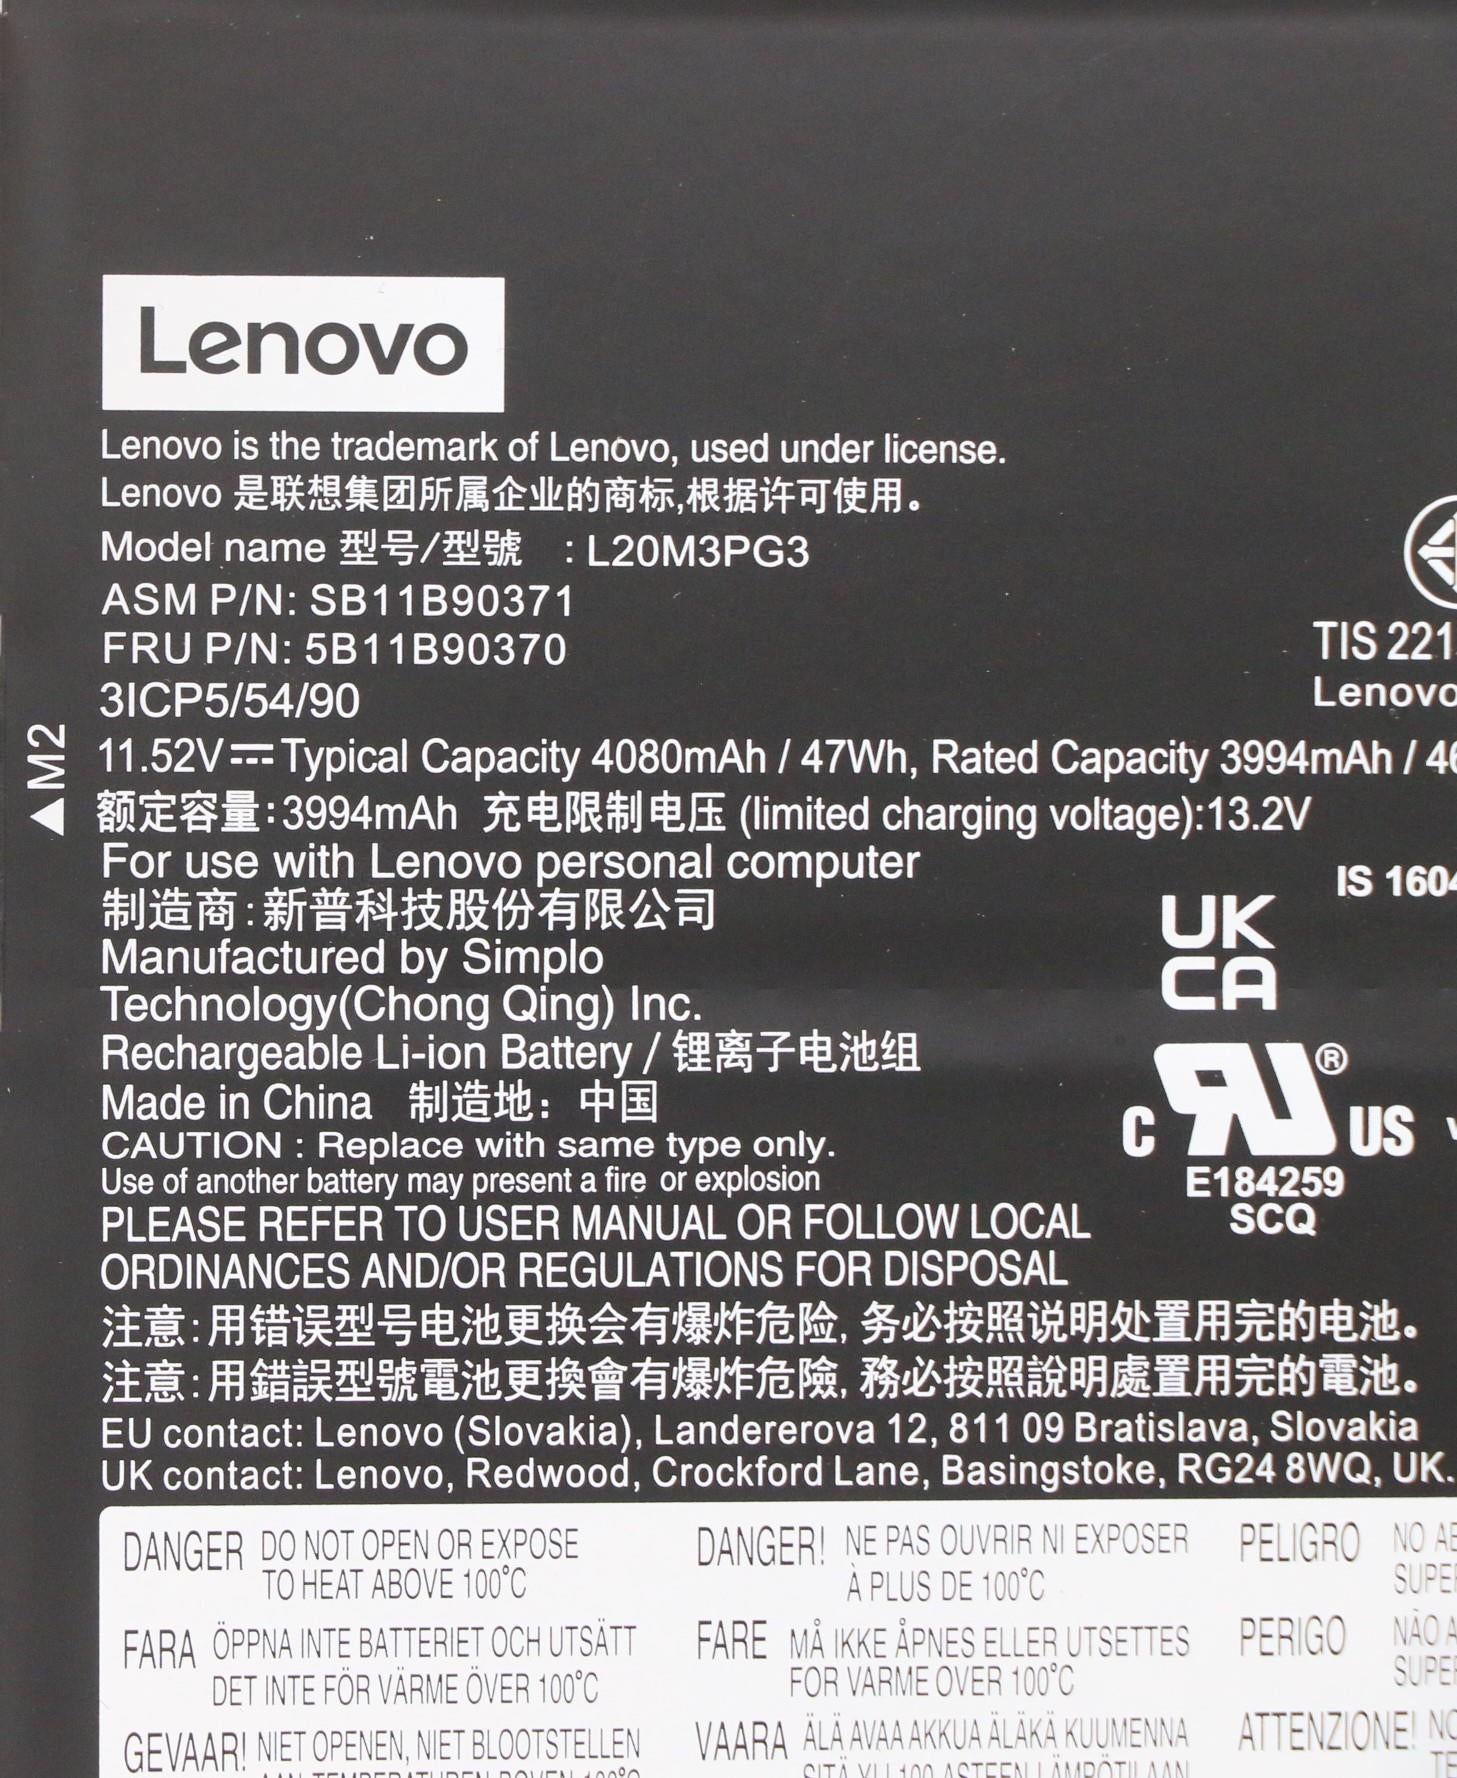 Lenovo
Lenovo is the trademark of Lenovo, used under license.
Lenovo 是联想集团所属企业的商标,根据许可使用。
Model name 型号/型號 : L20M3PG3
ASM P/N: SB11B90371
FRU P/N: 5B11B90370
TIS 221
3ICP5/54/90
Lenovo
▲M2
11.52V⎓Typical Capacity 4080mAh / 47Wh, Rated Capacity 3994mAh / 46
额定容量:3994mAh 充电限制电压 (limited charging voltage):13.2V
For use with Lenovo personal computer
IS 1604
制造商:新普科技股份有限公司
UK
CA
Manufactured by Simplo
Technology(Chong Qing) Inc.
Rechargeable Li-ion Battery / 锂离子电池组
Made in China 制造地: 中国
C RU ® US
CAUTION : Replace with same type only.
Use of another battery may present a fire or explosion
E184259
SCQ
PLEASE REFER TO USER MANUAL OR FOLLOW LOCAL
ORDINANCES AND/OR REGULATIONS FOR DISPOSAL
注意:用错误型号电池更换会有爆炸危险, 务必按照说明处置用完的电池。
注意:用錯誤型號電池更換會有爆炸危險, 務必按照說明處置用完的電池。
EU contact: Lenovo (Slovakia), Landererova 12, 811 09 Bratislava, Slovakia
UK contact: Lenovo, Redwood, Crockford Lane, Basingstoke, RG24 8WQ, UK.
DANGER DO NOT OPEN OR EXPOSE
TO HEAT ABOVE 100°C
DANGER! NE PAS OUVRIR NI EXPOSER
À PLUS DE 100°C
PELIGRO NO
FARA ÖPPNA INTE BATTERIET OCH UTSÄTT
DET INTE FÖR VÄRME ÖVER 100°C
FARE MÅ IKKE ÅPNES ELLER UTSETTES
FOR VARME OVER 100°C
PERIGO NÃO
GEVAAR! NIET OPENEN, NIET BLOOTSTELLEN
VAARA ÄLÄ AVAA AKKUA ÄLÄKÄ KUUMENNA
ATTENZIONE!